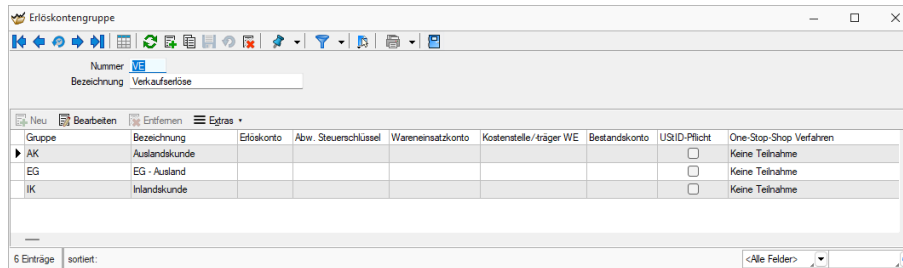 Erlöskontengruppe
Nummer VE
Bezeichnung Verkaufserlöse
Neu Bearbeiten Entfernen Extras
Gruppe Bezeichnung Erlöskonto Abw. Steuerschlüssel Wareneinsatzkonto Kostenstelle/-träger WE Bestandskonto UStID-Pflicht One-Stop-Shop Verfahren
AK Auslandskunde Keine Teilnahme
EG EG - Ausland Keine Teilnahme
IK Inlandskunde Keine Teilnahme
6 Einträge sortiert: <Alle Felder>